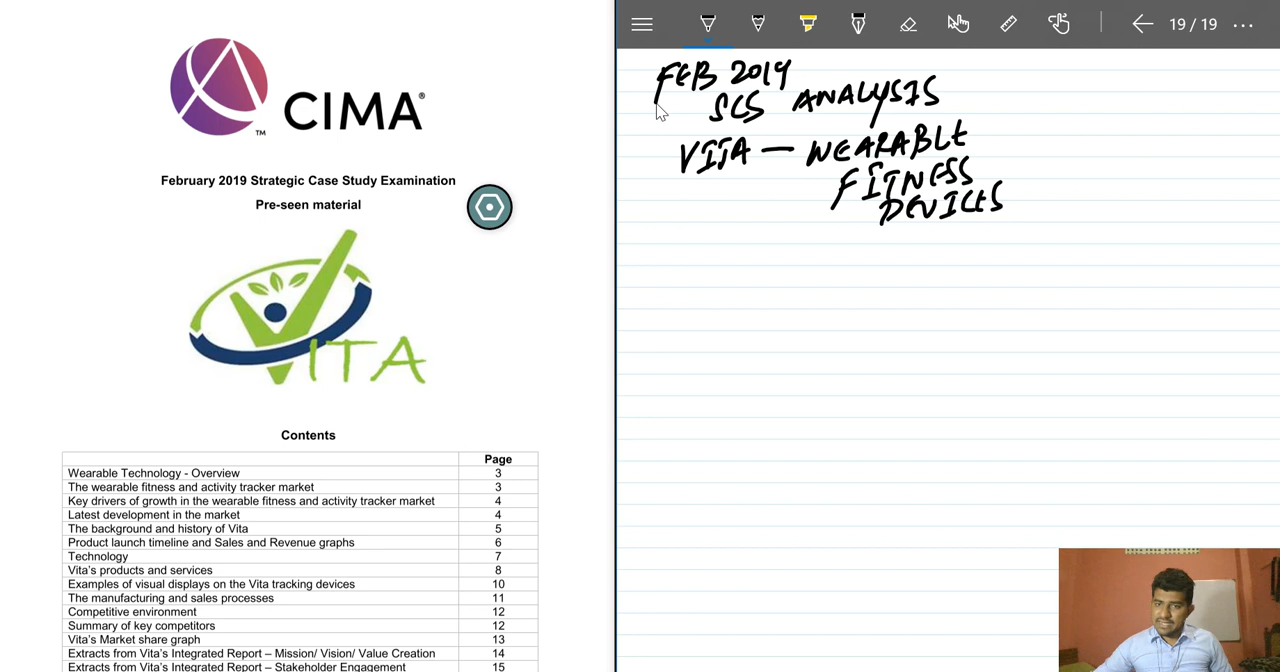 CIMA®
TM
February 2019 Strategic Case Study Examination
Pre-seen material
VITA
Contents
Page
Wearable Technology - Overview 3
The wearable fitness and activity tracker market 3
Key drivers of growth in the wearable fitness and activity tracker market 4
Latest development in the market 4
The background and history of Vita 5
Product launch timeline and Sales and Revenue graphs 6
Technology 7
Vita's products and services 8
Examples of visual displays on the Vita tracking devices 10
The manufacturing and sales processes 11
Competitive environment 12
Summary of key competitors 12
Vita's Market share graph 13
Extracts from Vita's Integrated Report – Mission/ Vision/ Value Creation 14
Extracts from Vita's Integrated Report – Stakeholder Engagement 15
19 / 19
FEB 2019
SCS ANALYSIS
VITA — WEARABLE
FITNESS
DEVICES